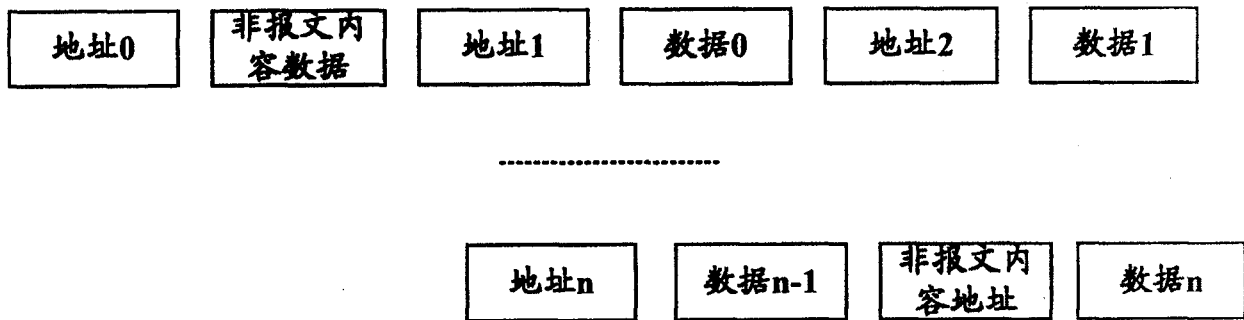 地址0 非报文内容数据 地址1 数据0 地址2 数据1
地址n 数据n-1 非报文内容地址 数据n